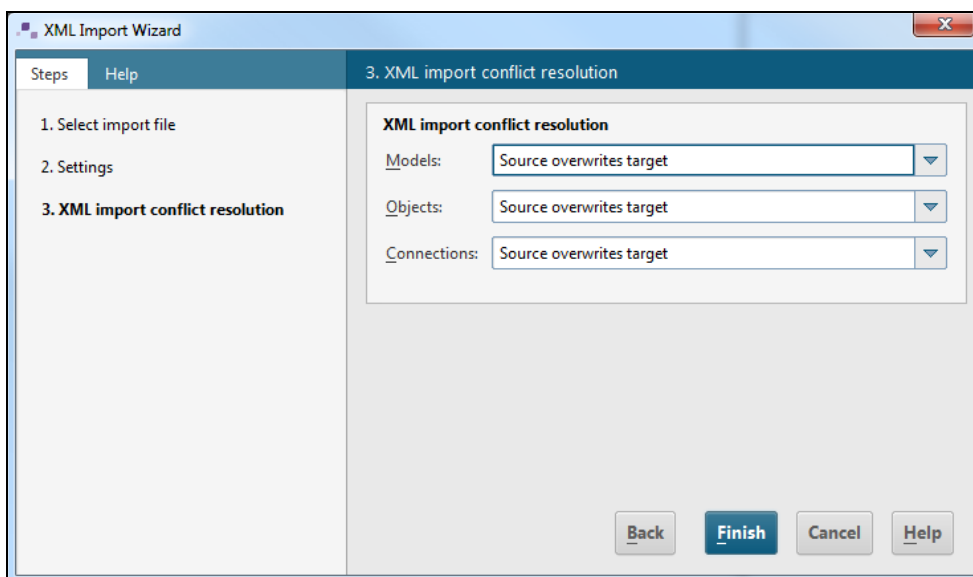 XML Import Wizard
Steps Help
1. Select import file
2. Settings
3. XML import conflict resolution
3. XML import conflict resolution
XML import conflict resolution
Models: Source overwrites target
Objects: Source overwrites target
Connections: Source overwrites target
Back Finish Cancel Help